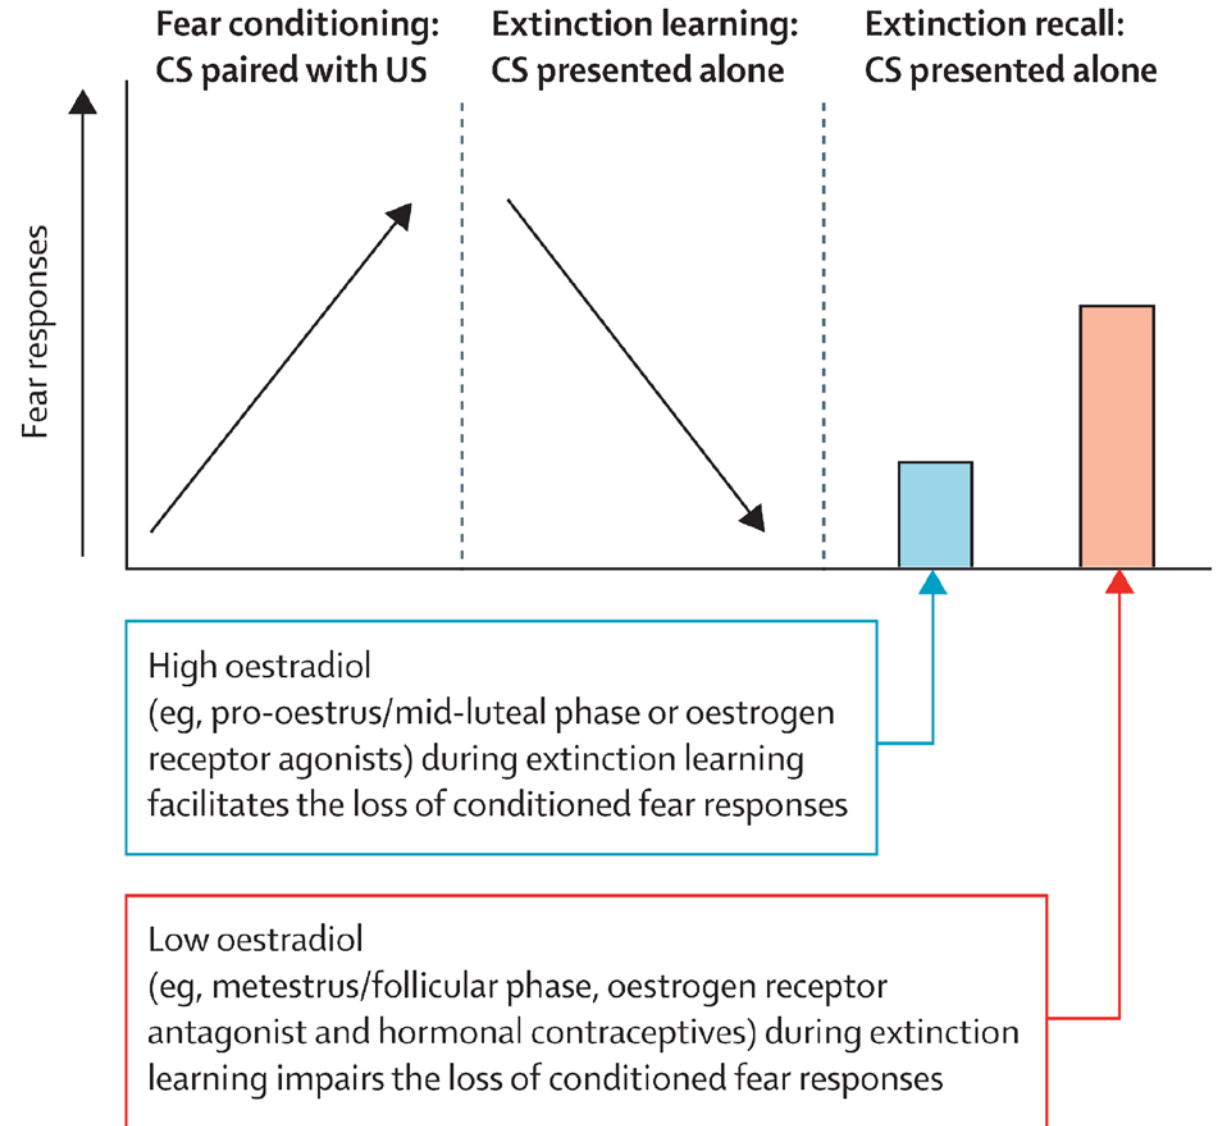 Fear conditioning:
CS paired with US
Extinction learning:
CS presented alone
Extinction recall:
CS presented alone
Fear responses
High oestradiol
(eg, pro-oestrus/mid-luteal phase or oestrogen
receptor agonists) during extinction learning
facilitates the loss of conditioned fear responses
Low oestradiol
(eg, metestrus/follicular phase, oestrogen receptor
antagonist and hormonal contraceptives) during extinction
learning impairs the loss of conditioned fear responses